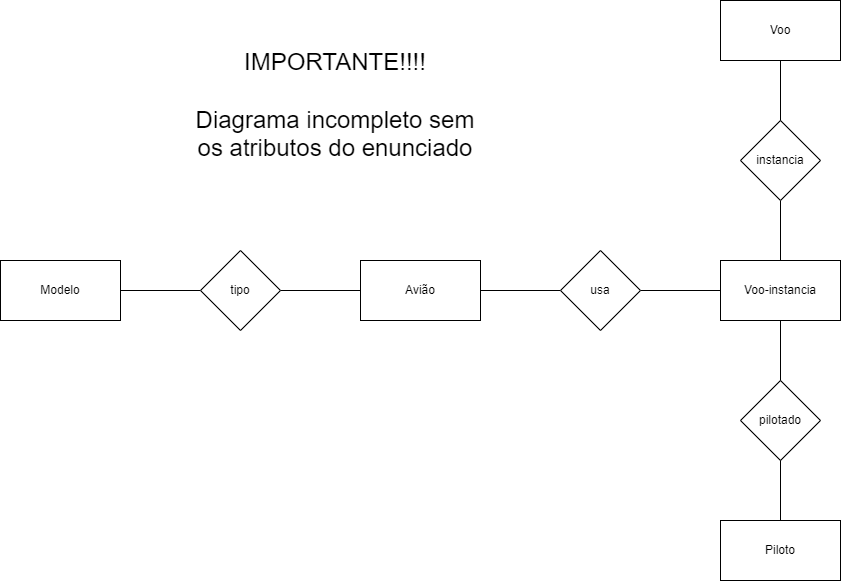 Voo
IMPORTANTE!!!!
Diagrama incompleto sem
os atributos do enunciado
instancia
Modelo
tipo
Avião
usa
Voo-instancia
pilotado
Piloto